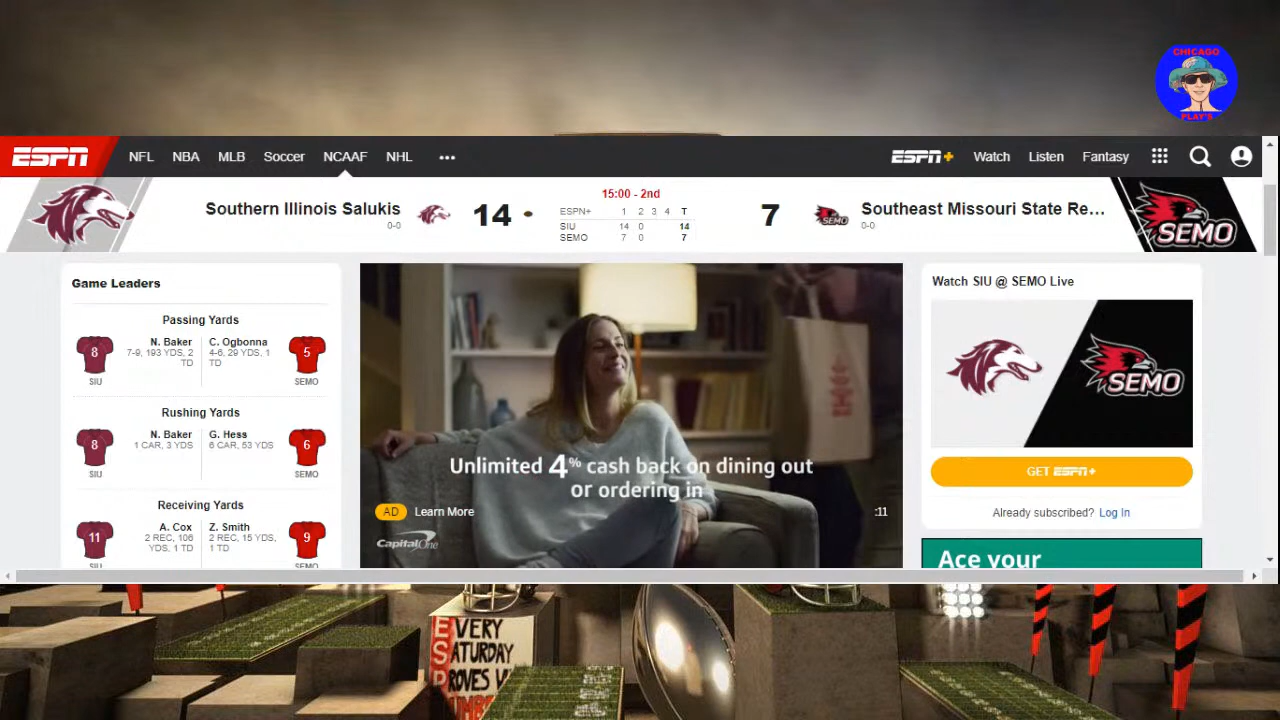 CHICAGO
PLAY'S
ESPN NFL NBA MLB Soccer NCAAF NHL ••• ESPN+ Watch Listen Fantasy
Southern Illinois Salukis
0-0
14
15:00 - 2nd
ESPN+ 1 2 3 4 T
SIU 14 0 14
SEMO 7 0 7
7
SEMO
Southeast Missouri State Re...
0-0
SEMO
Game Leaders
Passing Yards
8
SIU
N. Baker
7-9, 193 YDS, 2
TD
C. Ogbonna
4-6, 29 YDS, 1
TD
5
SEMO
Rushing Yards
8
SIU
N. Baker
1 CAR, 3 YDS
G. Hess
6 CAR, 53 YDS
6
SEMO
Receiving Yards
11
SIU
A. Cox
2 REC, 106
YDS, 1 TD
Z. Smith
2 REC, 15 YDS,
1 TD
9
SEMO
Unlimited 4% cash back on dining out
or ordering in
AD Learn More :11
Capital One
Watch SIU @ SEMO Live
SEMO
GET ESPN+
Already subscribed? Log In
Ace your
EVERY
SATURDAY
PROVES